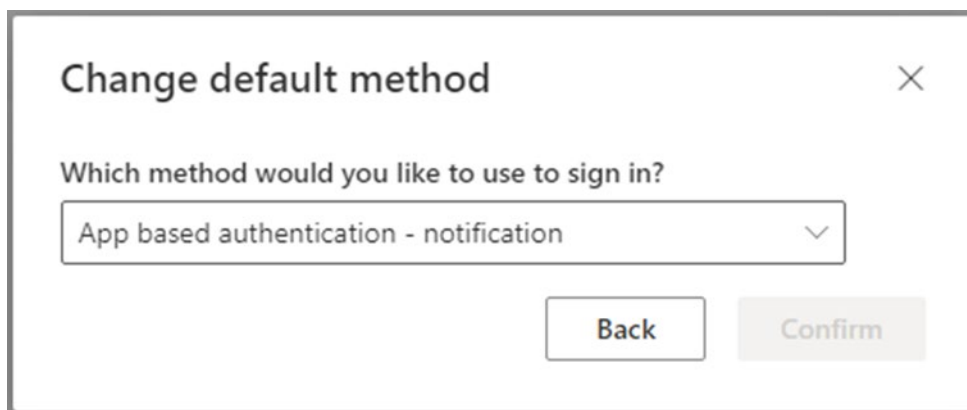 Change default method
Which method would you like to use to sign in?
App based authentication - notification
Back
Confirm